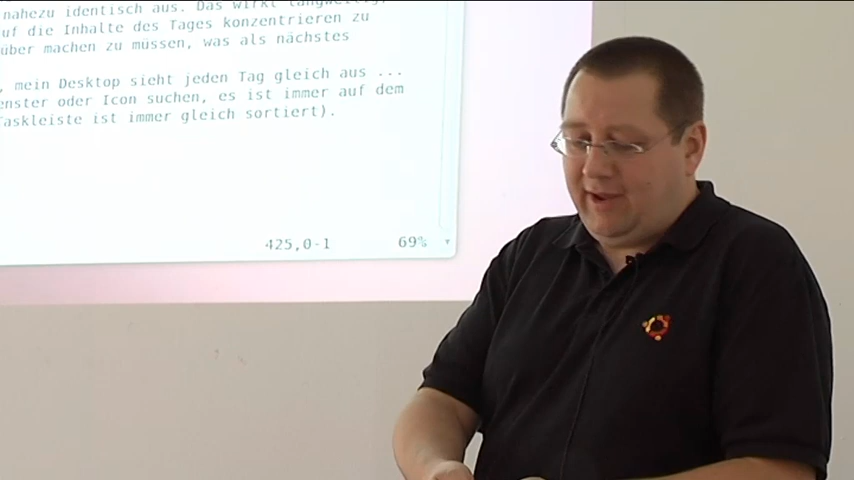 nahezu identisch aus. Das wirkt langweilig,
uf die Inhalte des Tages konzentrieren zu
über machen zu müssen, was als nächstes
, mein Desktop sieht jeden Tag gleich aus ...
enster oder Icon suchen, es ist immer auf dem
Taskleiste ist immer gleich sortiert).
425,0-1 69%